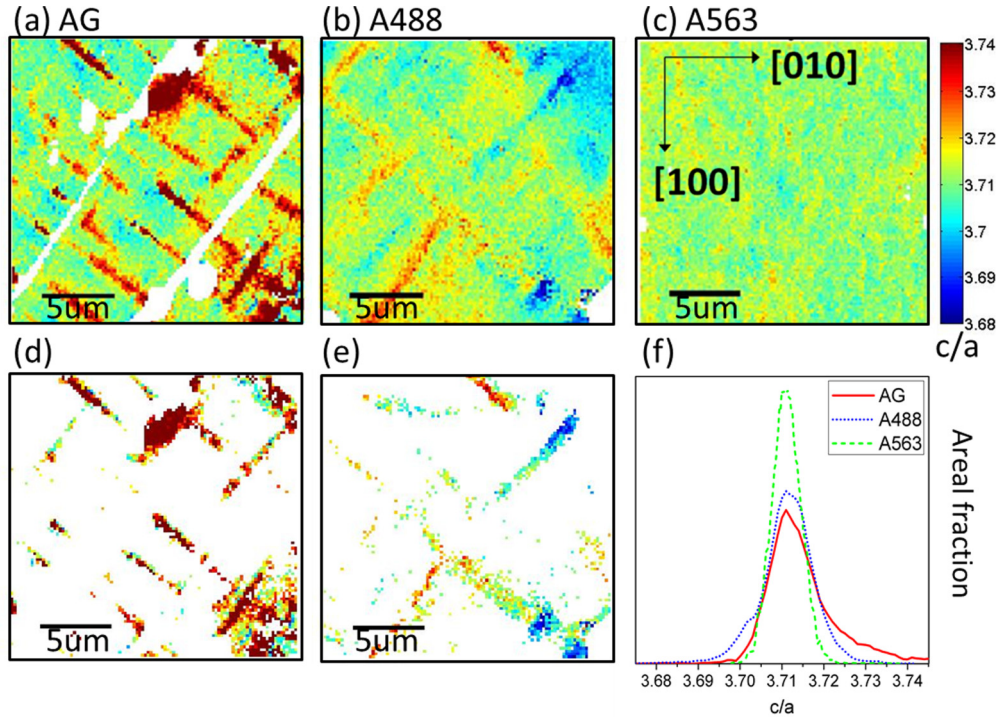 (a) AG
(b) A488
(c) A563
[010]
[100]
5um
5um
5um
3.74
3.73
3.72
3.71
3.70
3.69
3.68
c/a
(d)
(e)
(f)
5um
5um
AG
A488
A563
Areal fraction
3.68 3.69 3.70 3.71 3.72 3.73 3.74
c/a